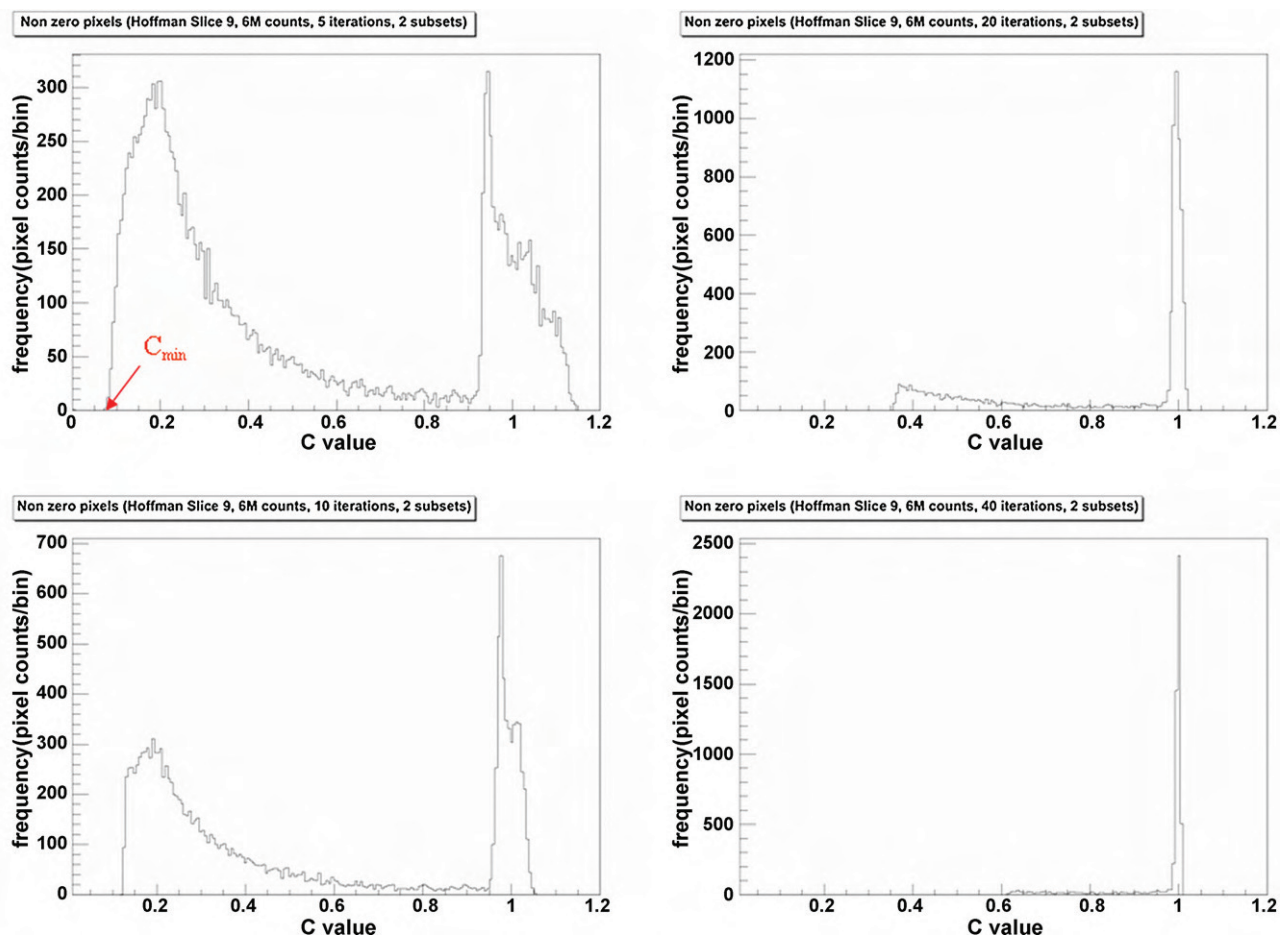 Non zero pixels (Hoffman Slice 9, 6M counts, 5 iterations, 2 subsets)
frequency(pixel counts/bin)
300
250
200
150
100
50
0
C min
0 0.2 0.4 0.6 0.8 1 1.2
C value
Non zero pixels (Hoffman Slice 9, 6M counts, 20 iterations, 2 subsets)
frequency(pixel counts/bin)
1200
1000
800
600
400
200
0
0.2 0.4 0.6 0.8 1 1.2
C value
Non zero pixels (Hoffman Slice 9, 6M counts, 10 iterations, 2 subsets)
frequency(pixel counts/bin)
700
600
500
400
300
200
100
0
0.2 0.4 0.6 0.8 1 1.2
C value
Non zero pixels (Hoffman Slice 9, 6M counts, 40 iterations, 2 subsets)
frequency(pixel counts/bin)
2500
2000
1500
1000
500
0
0.2 0.4 0.6 0.8 1 1.2
C value